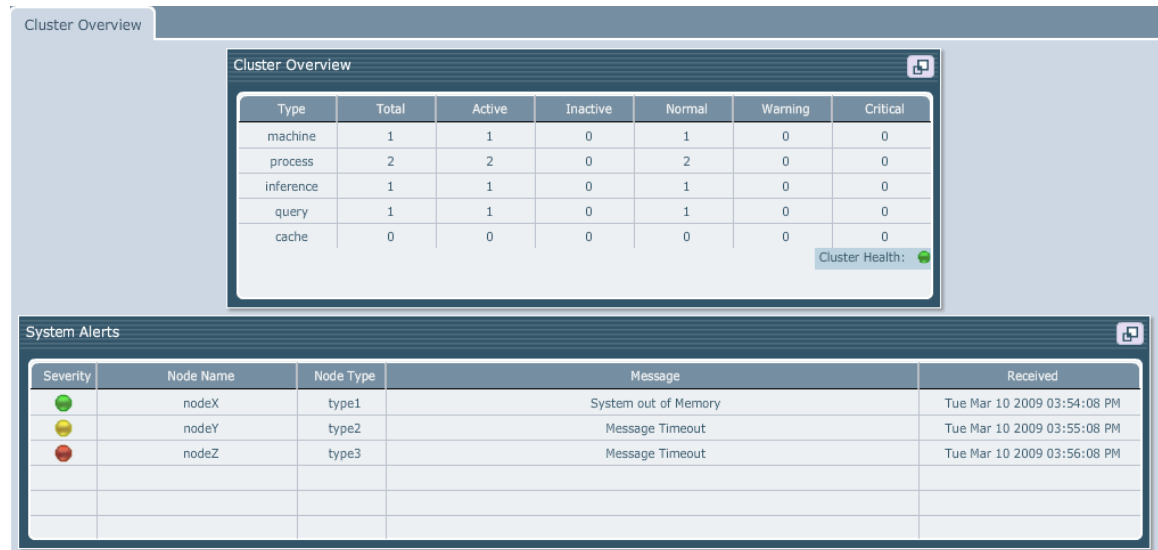 Cluster Overview
Cluster Overview
Type Total Active Inactive Normal Warning Critical
machine 1 1 0 1 0 0
process 2 2 0 2 0 0
inference 1 1 0 1 0 0
query 1 1 0 1 0 0
cache 0 0 0 0 0 0
Cluster Health:
System Alerts
Severity Node Name Node Type Message Received
nodeX type1 System out of Memory Tue Mar 10 2009 03:54:08 PM
nodeY type2 Message Timeout Tue Mar 10 2009 03:55:08 PM
nodeZ type3 Message Timeout Tue Mar 10 2009 03:56:08 PM